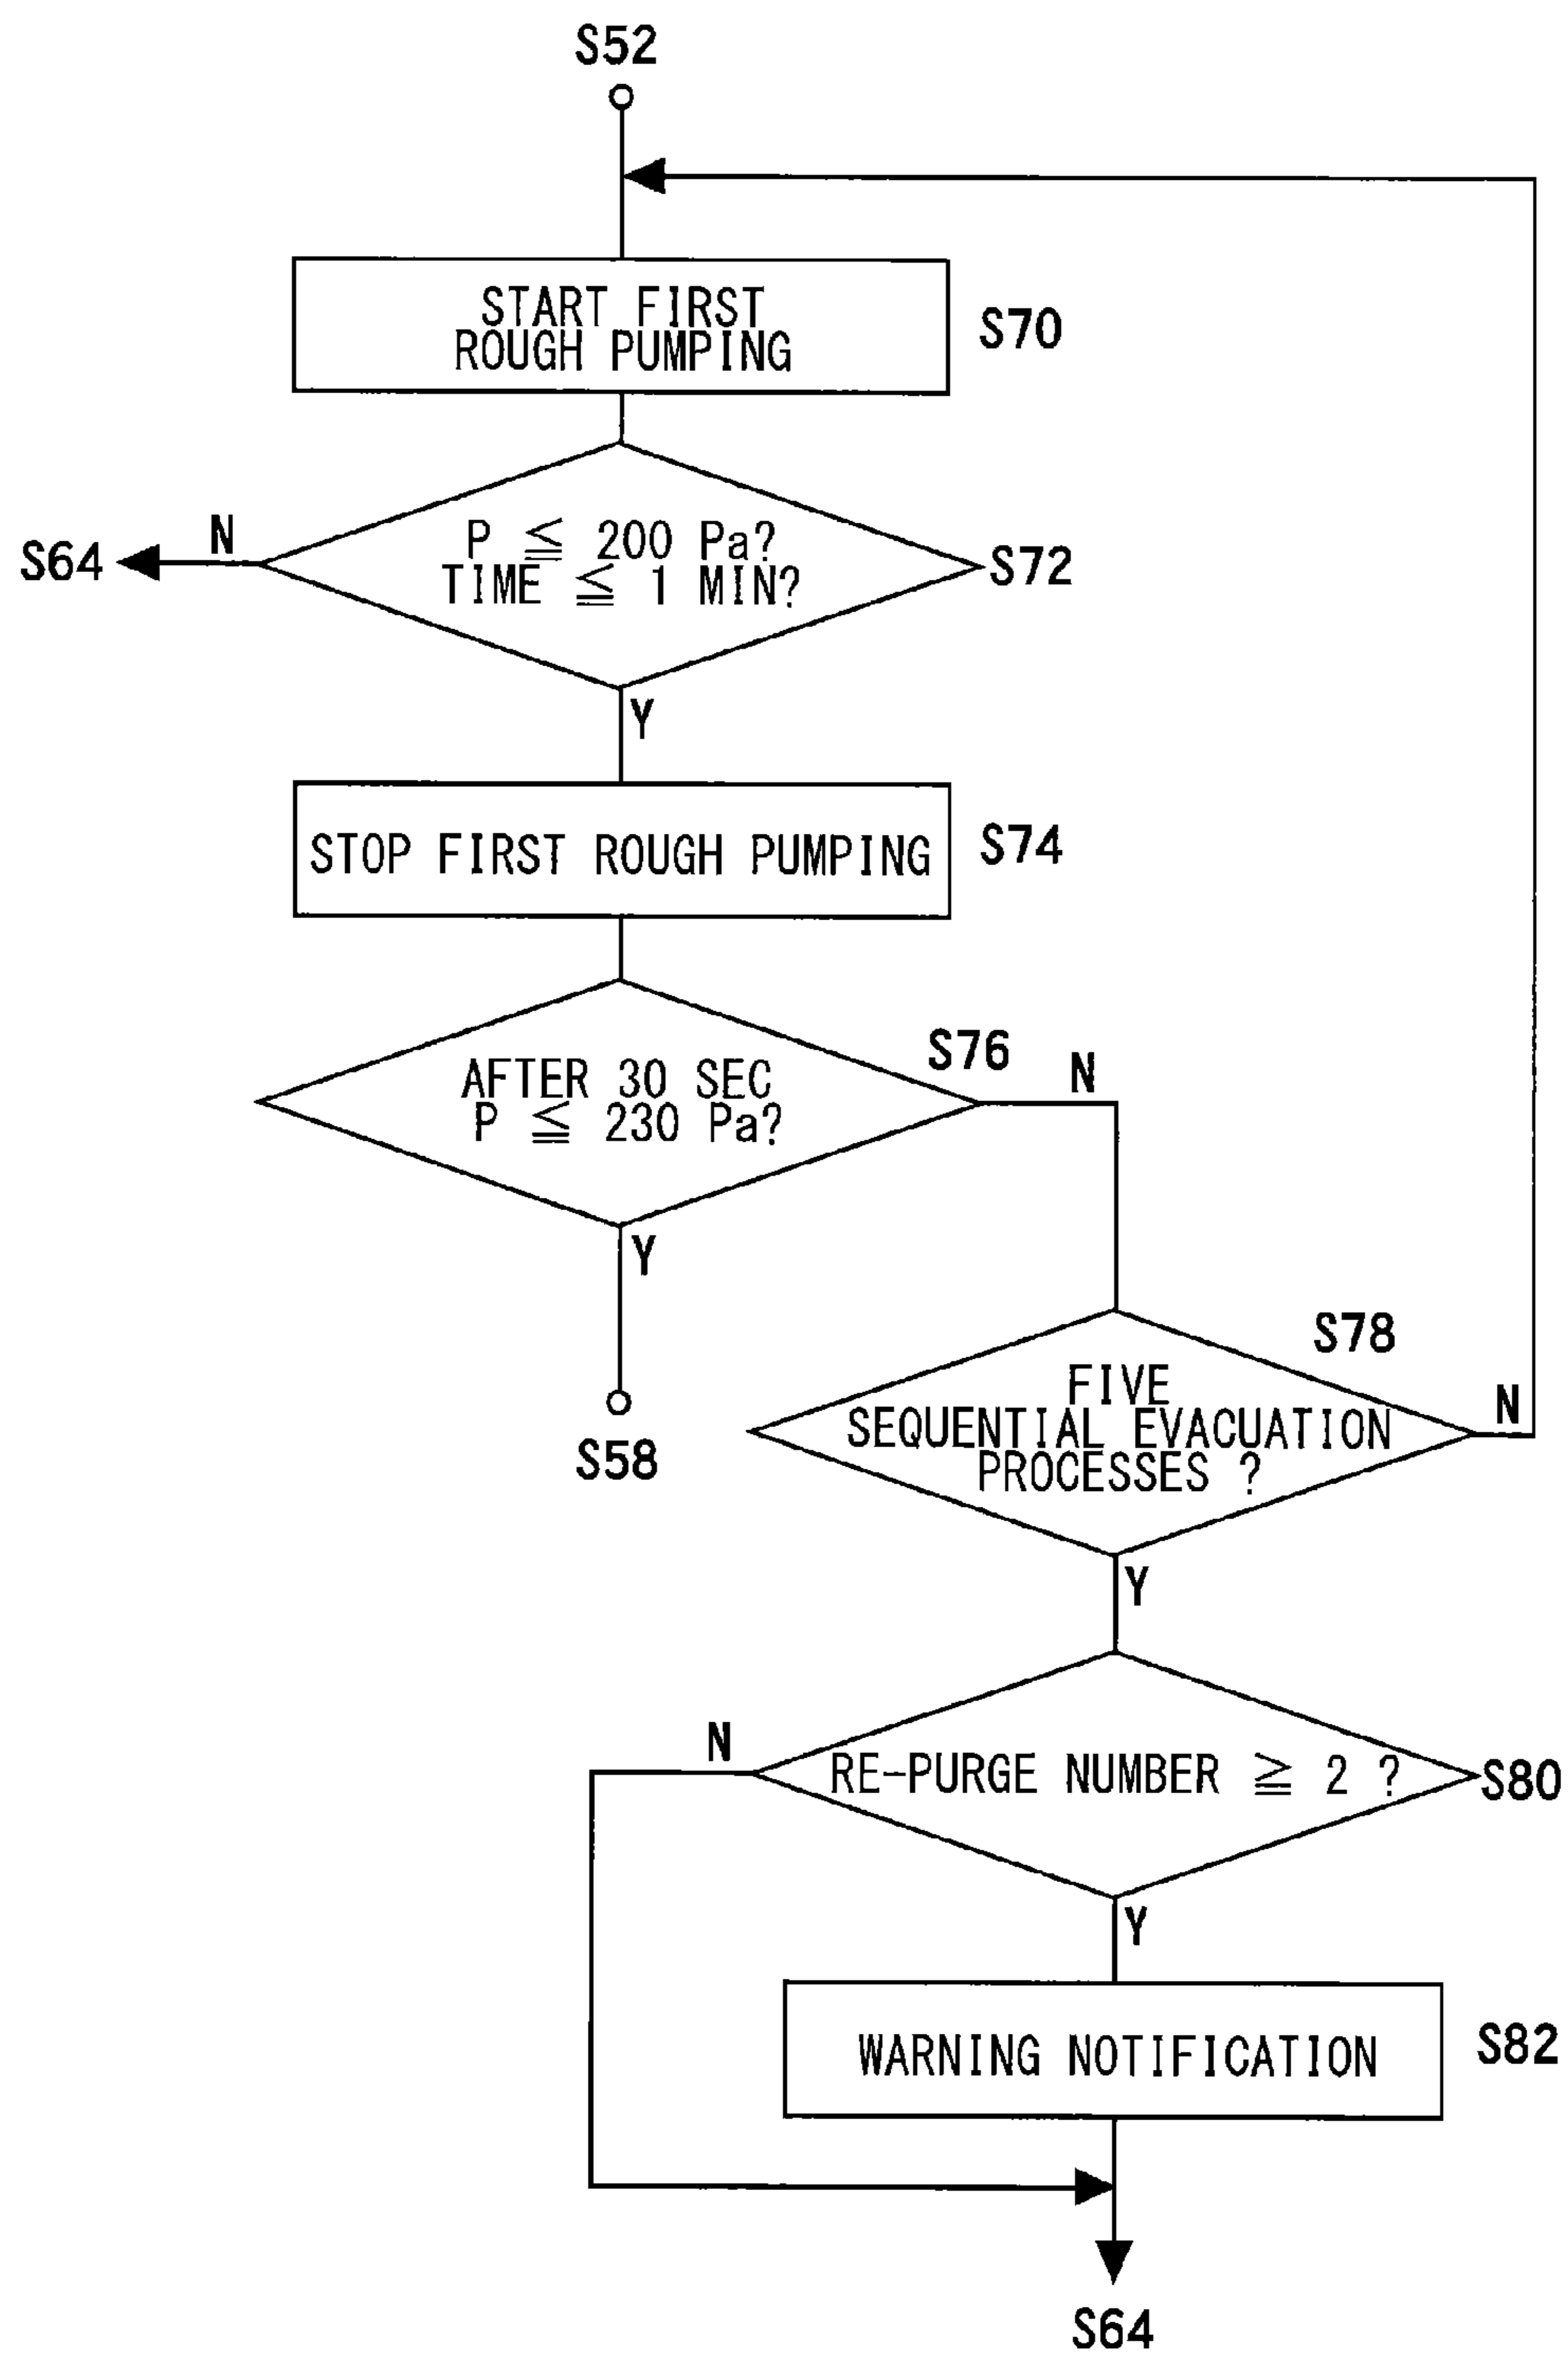 S52
START FIRST
ROUGH PUMPING
S70
P ≦ 200 Pa?
TIME ≦ 1 MIN?
N
S64
S72
Y
STOP FIRST ROUGH PUMPING
S74
AFTER 30 SEC
P ≦ 230 Pa?
S76
N
Y
S58
S78
FIVE
SEQUENTIAL EVACUATION
PROCESSES ?
N
Y
N
RE-PURGE NUMBER ≧ 2 ?
S80
Y
WARNING NOTIFICATION
S82
S64